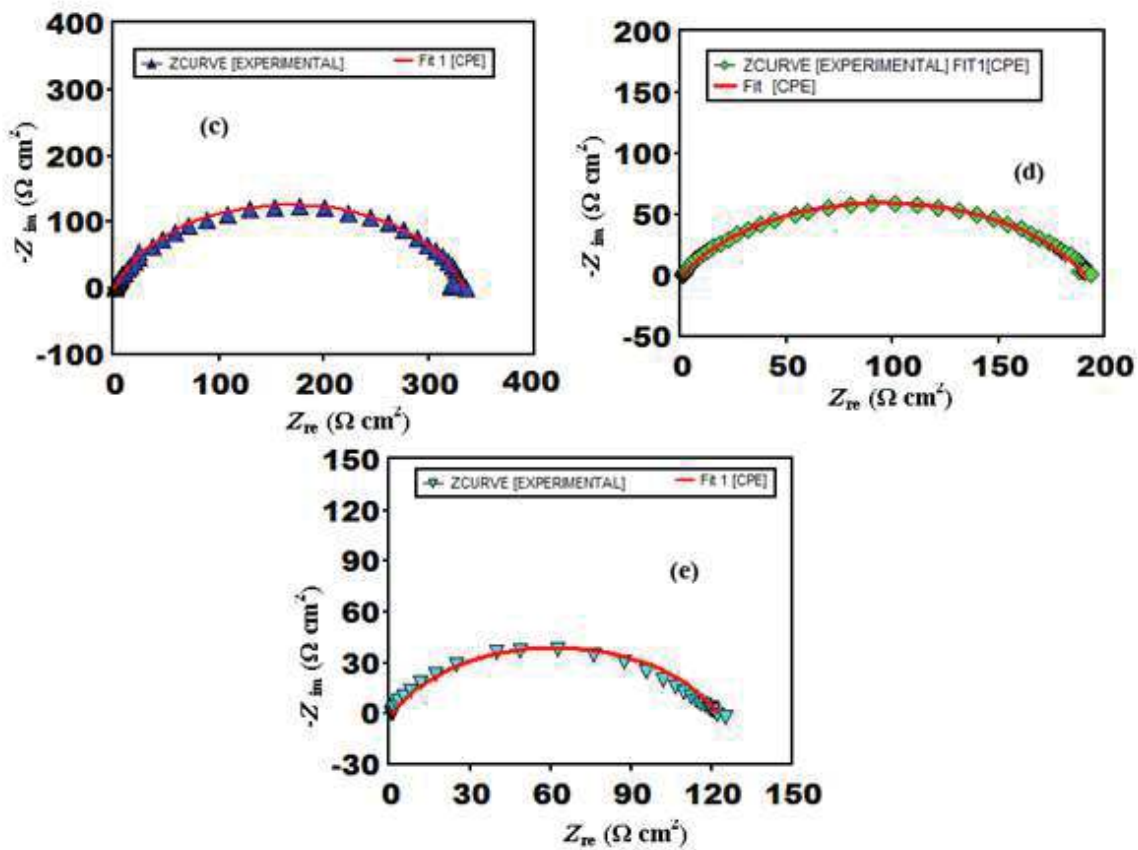 400
300
200
100
0
-100
-Z im (Ω cm²)
ZCURVE [EXPERIMENTAL] Fit 1 [CPE]
(c)
0 100 200 300 400
Z re (Ω cm²)
200
150
100
50
0
-50
-Z im (Ω cm²)
ZCURVE [EXPERIMENTAL] FIT1[CPE]
Fit [CPE]
(d)
0 50 100 150 200
Z re (Ω cm²)
150
120
90
60
30
0
-30
-Z im (Ω cm²)
ZCURVE [EXPERIMENTAL] Fit 1 [CPE]
(e)
0 30 60 90 120 150
Z re (Ω cm²)